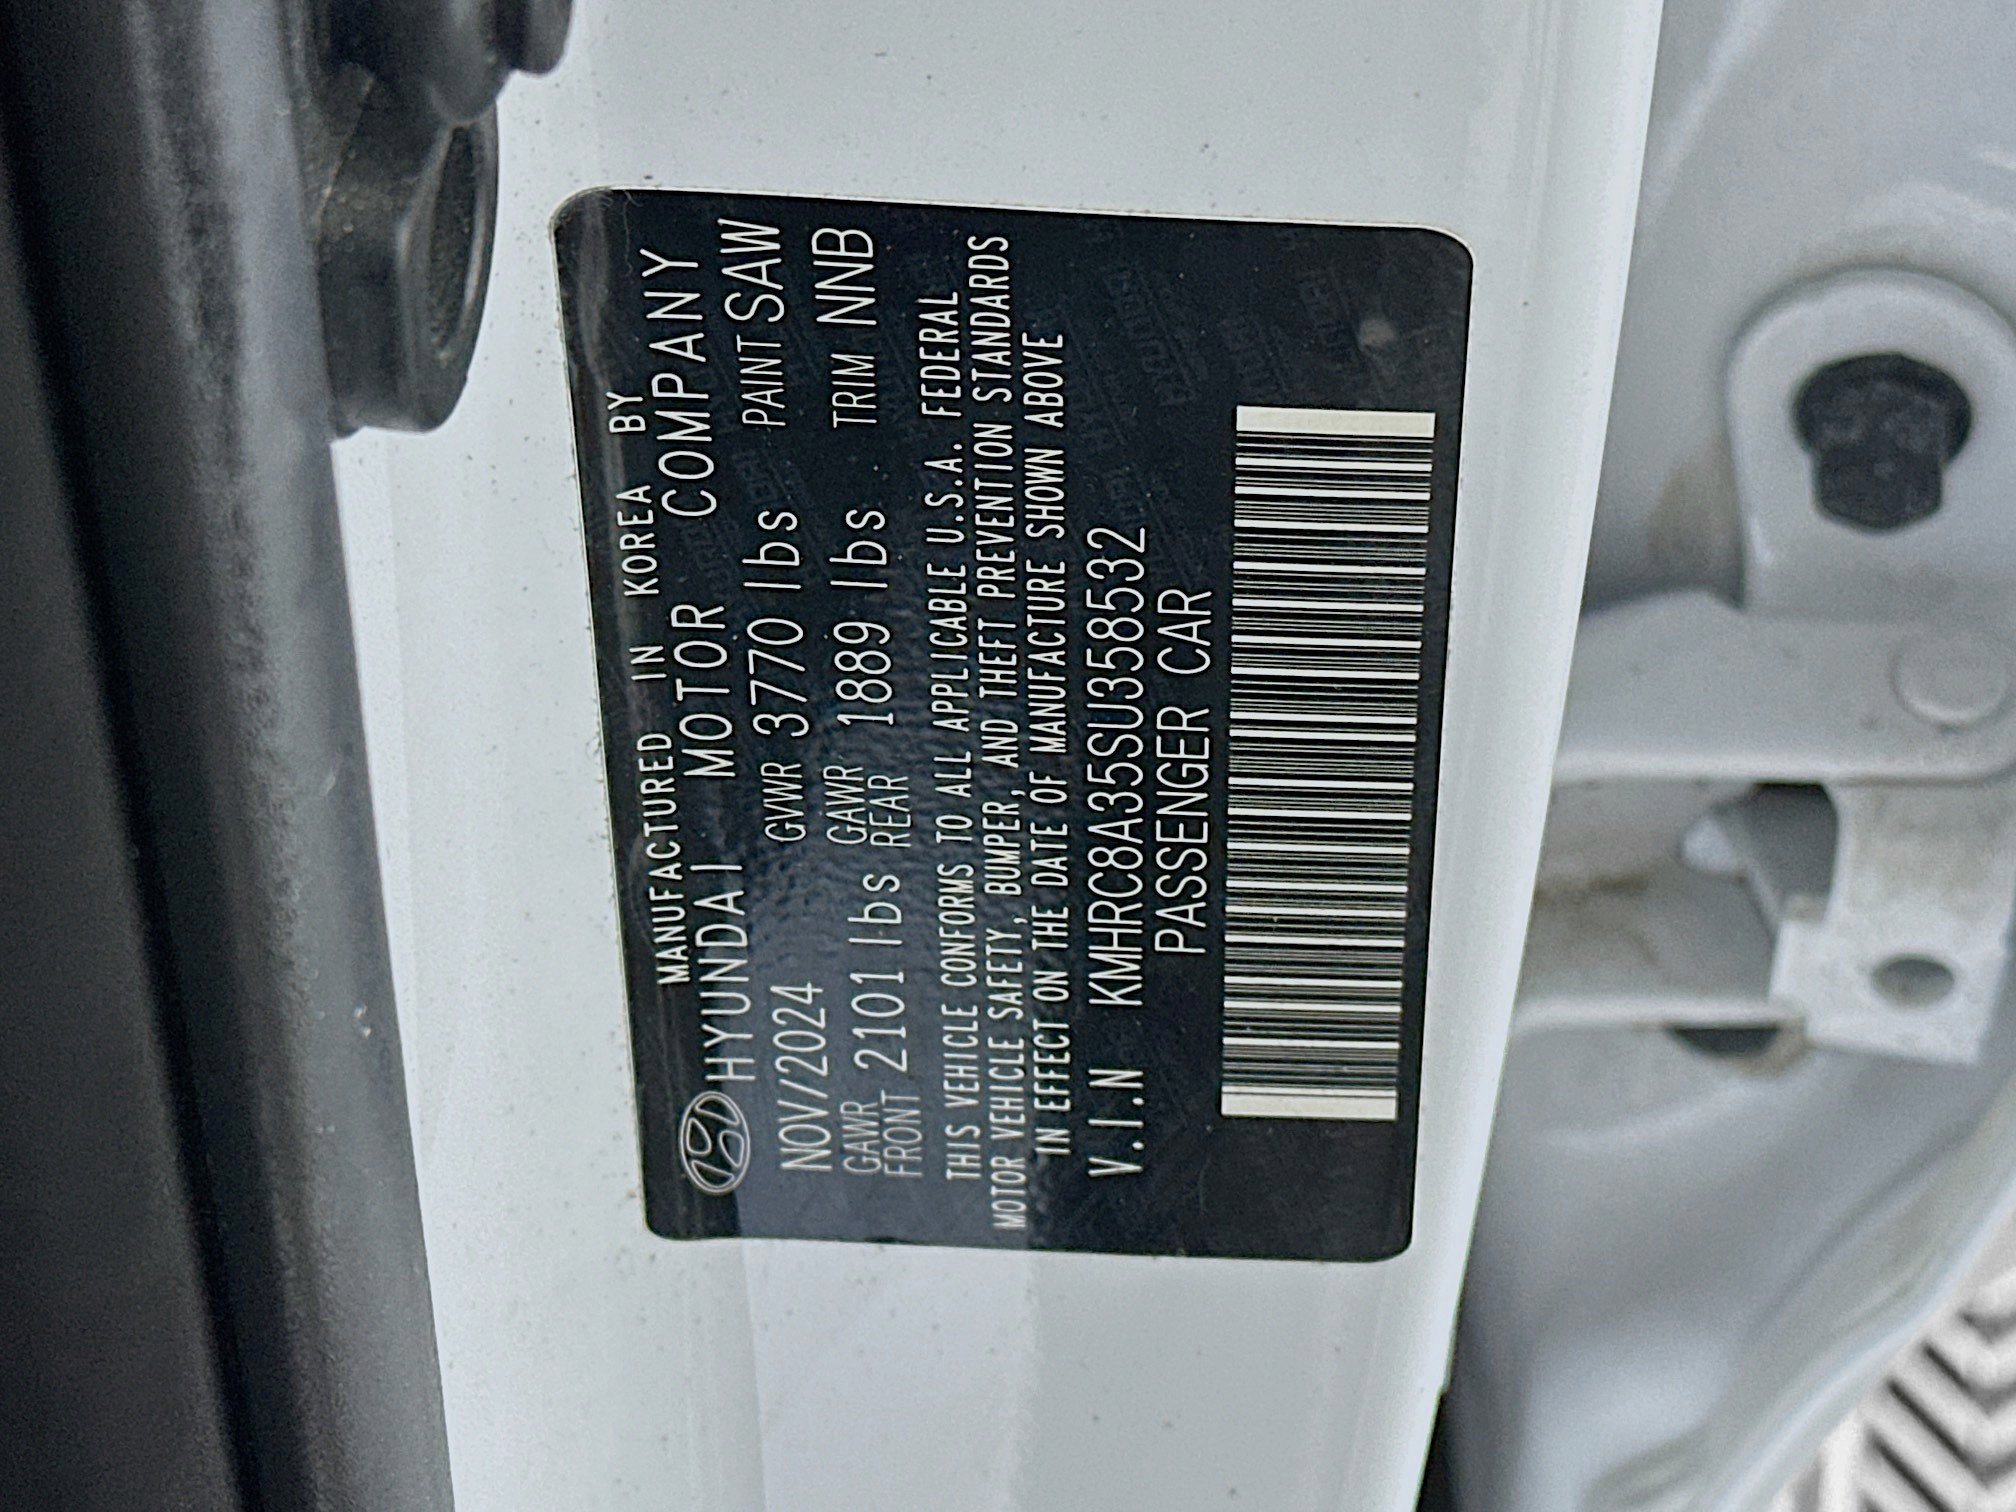 MANUFACTURED IN KOREA BY
HYUNDAI MOTOR COMPANY
NOV/2024 GVWR 3770 lbs PAINT SAW
GAWR FRONT 2101 lbs GAWR REAR 1889 lbs TRIM NNB
THIS VEHICLE CONFORMS TO ALL APPLICABLE U.S.A. FEDERAL
MOTOR VEHICLE SAFETY, BUMPER, AND THEFT PREVENTION STANDARDS
IN EFFECT ON THE DATE OF MANUFACTURE SHOWN ABOVE
V.I.N KMHRC8A35SU358532
PASSENGER CAR